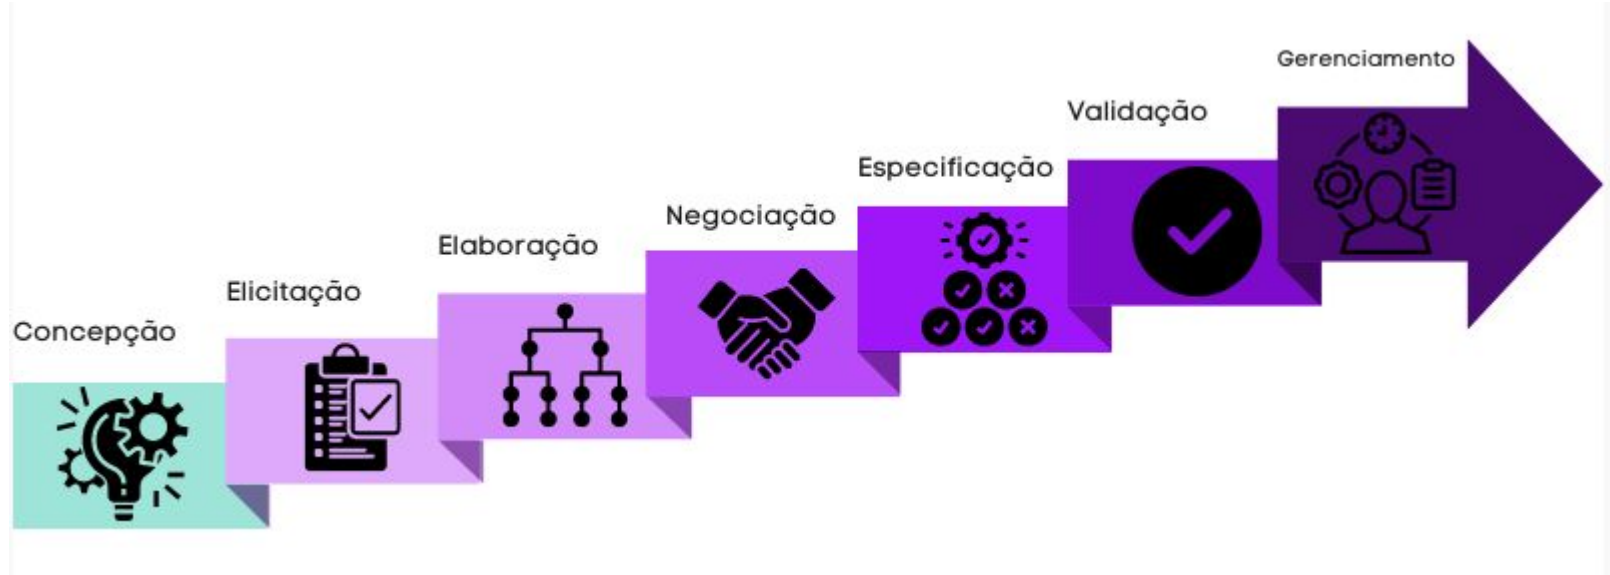 Concepção
Elicitação
Elaboração
Negociação
Especificação
Validação
Gerenciamento